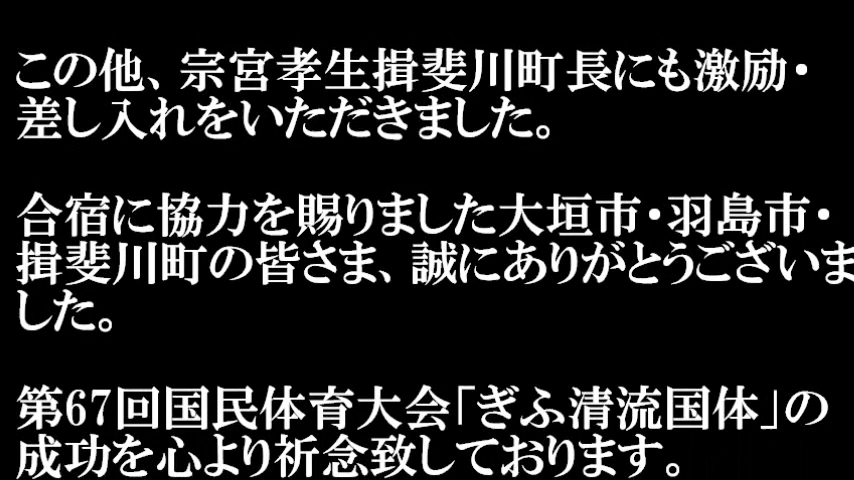 この他、宗宮孝生揖斐川町長にも激励・
差し入れをいただきました。
合宿に協力を賜りました大垣市・羽島市・
揖斐川町の皆さま、誠にありがとうございま
した。
第67回国民体育大会「ぎふ清流国体」の
成功を心より祈念致しております。